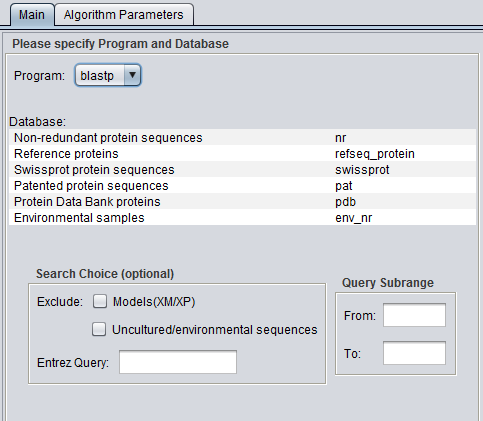 Main Algorithm Parameters
Please specify Program and Database
Program: blastp
Database:
Non-redundant protein sequences nr
Reference proteins refseq_protein
Swissprot protein sequences swissprot
Patented protein sequences pat
Protein Data Bank proteins pdb
Environmental samples env_nr
Search Choice (optional)
Exclude: Models(XM/XP)
Uncultured/environmental sequences
Entrez Query:
Query Subrange
From:
To: